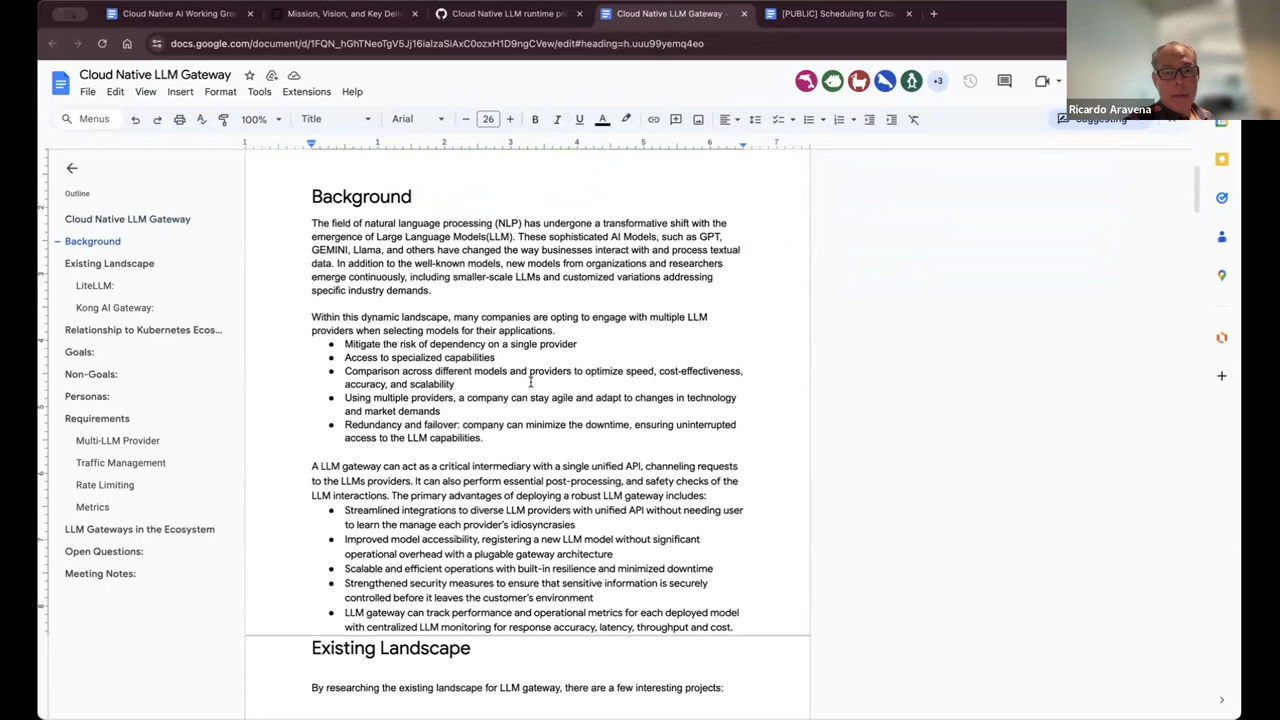 Cloud Native AI Working Grou
Mission, Vision, and Key Deli
Cloud Native LLM runtime pr
Cloud Native LLM Gateway
[PUBLIC] Scheduling for Clou
docs.google.com/document/d/1FQN_hGhTNeoTgV5Jj16ialzaSiAxC0ozxH1D9ngCVew/edit#heading=h.uuu99yemq4eo
Ricardo Aravena
Cloud Native LLM Gateway
File Edit View Insert Format Tools Extensions Help
+3
Menus
100%
Title
Arial
26
Suggesting
1 1 2 3 4 5 6 7
Outline
Cloud Native LLM Gateway
Background
Existing Landscape
LiteLLM:
Kong AI Gateway:
Relationship to Kubernetes Ecos...
Goals:
Non-Goals:
Personas:
Requirements
Multi-LLM Provider
Traffic Management
Rate Limiting
Metrics
LLM Gateways in the Ecosystem
Open Questions:
Meeting Notes:
Background
The field of natural language processing (NLP) has undergone a transformative shift with the
emergence of Large Language Models(LLM). These sophisticated AI Models, such as GPT,
GEMINI, Llama, and others have changed the way businesses interact with and process textual
data. In addition to the well-known models, new models from organizations and researchers
emerge continuously, including smaller-scale LLMs and customized variations addressing
specific industry demands.
Within this dynamic landscape, many companies are opting to engage with multiple LLM
providers when selecting models for their applications.
● Mitigate the risk of dependency on a single provider
● Access to specialized capabilities
● Comparison across different models and providers to optimize speed, cost-effectiveness,
accuracy, and scalability
● Using multiple providers, a company can stay agile and adapt to changes in technology
and market demands
● Redundancy and failover: company can minimize the downtime, ensuring uninterrupted
access to the LLM capabilities.
A LLM gateway can act as a critical intermediary with a single unified API, channeling requests
to the LLMs providers. It can also perform essential post-processing, and safety checks of the
LLM interactions. The primary advantages of deploying a robust LLM gateway includes:
● Streamlined integrations to diverse LLM providers with unified API without needing user
to learn the manage each provider's idiosyncrasies
● Improved model accessibility, registering a new LLM model without significant
operational overhead with a plugable gateway architecture
● Scalable and efficient operations with built-in resilience and minimized downtime
● Strengthened security measures to ensure that sensitive information is securely
controlled before it leaves the customer's environment
● LLM gateway can track performance and operational metrics for each deployed model
with centralized LLM monitoring for response accuracy, latency, throughput and cost.
Existing Landscape
By researching the existing landscape for LLM gateway, there are a few interesting projects: